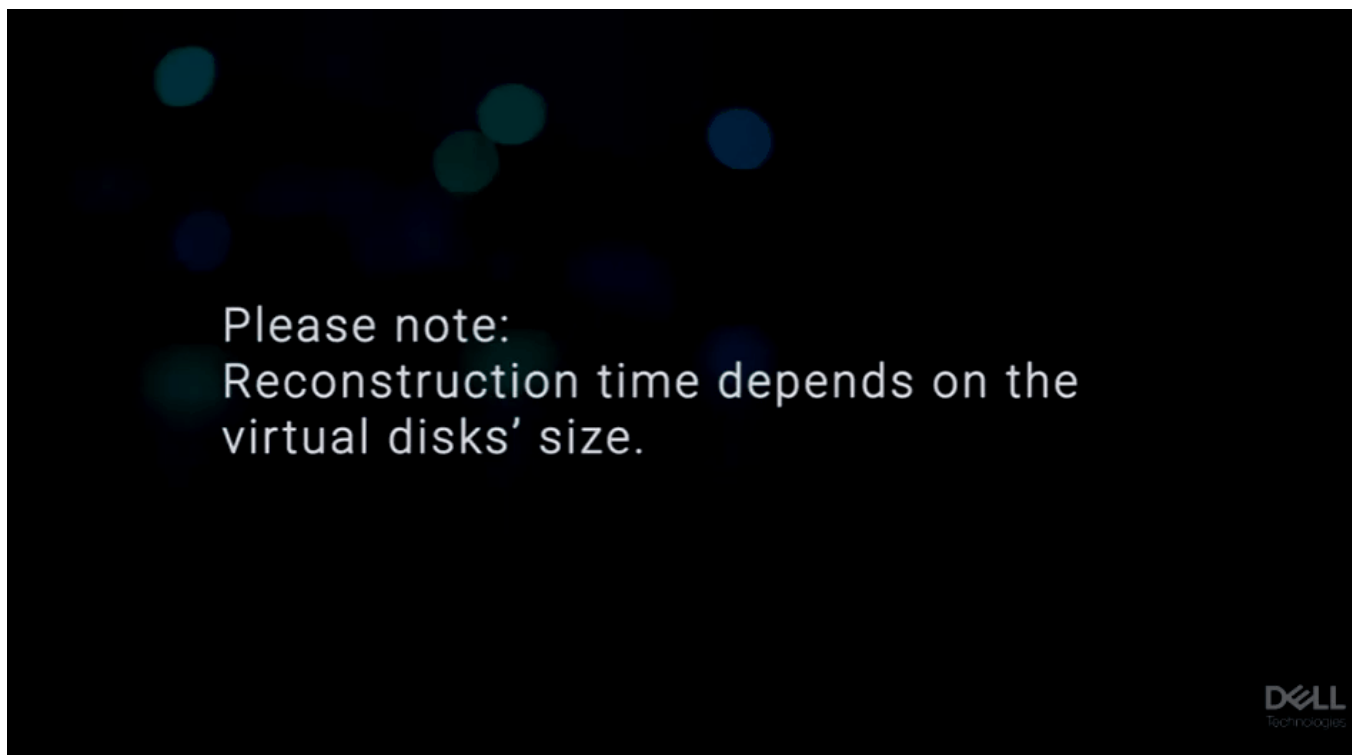 Please note:
Reconstruction time depends on the
virtual disks’ size.
DELL
Technologies